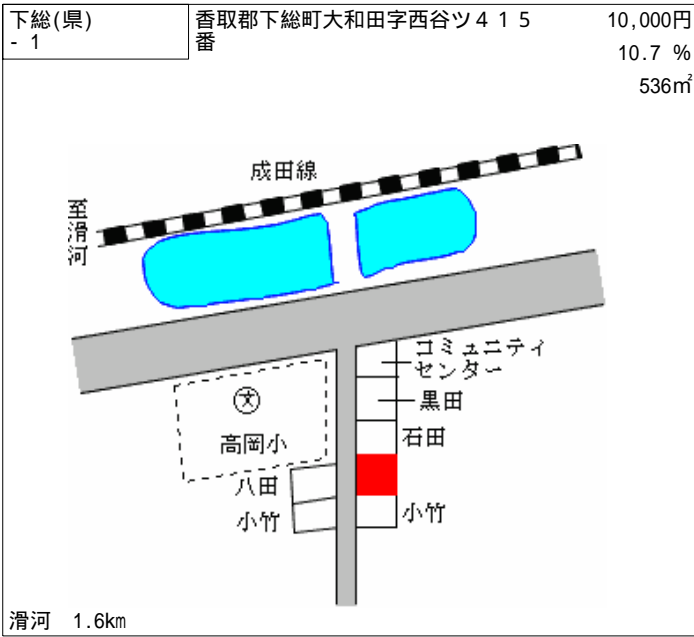 下総(県)
- 1
香取郡下総町大和田字西谷ツ４１５
番
10,000円
10.7 %
536㎡
成田線
至滑河
コミュニティ
センター
黒田
文
石田
高岡小
八田
小竹
小竹
滑河 1.6km